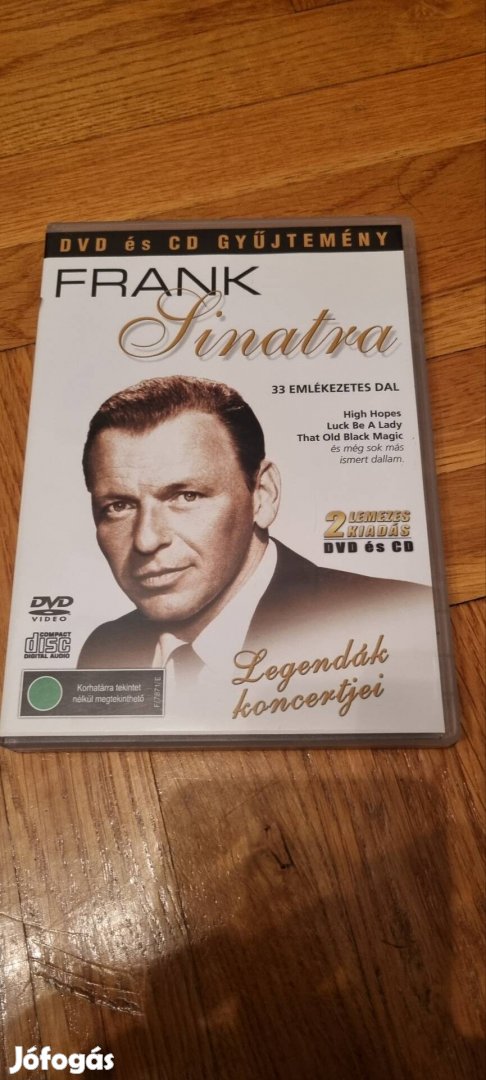 DVD és CD GYŰJTEMÉNY
FRANK
Sinatra
33 EMLÉKEZETES DAL
High Hopes
Luck Be A Lady
That Old Black Magic
és még sok más
ismert dallam.
2 LEMEZES
KIADÁS
DVD és CD
DVD
VIDEO
COMPACT
disc
DIGITAL AUDIO
Korhatárra tekintet
nélkül megtekinthető
F/7871/E
Legendák
koncertjei
Jófogás